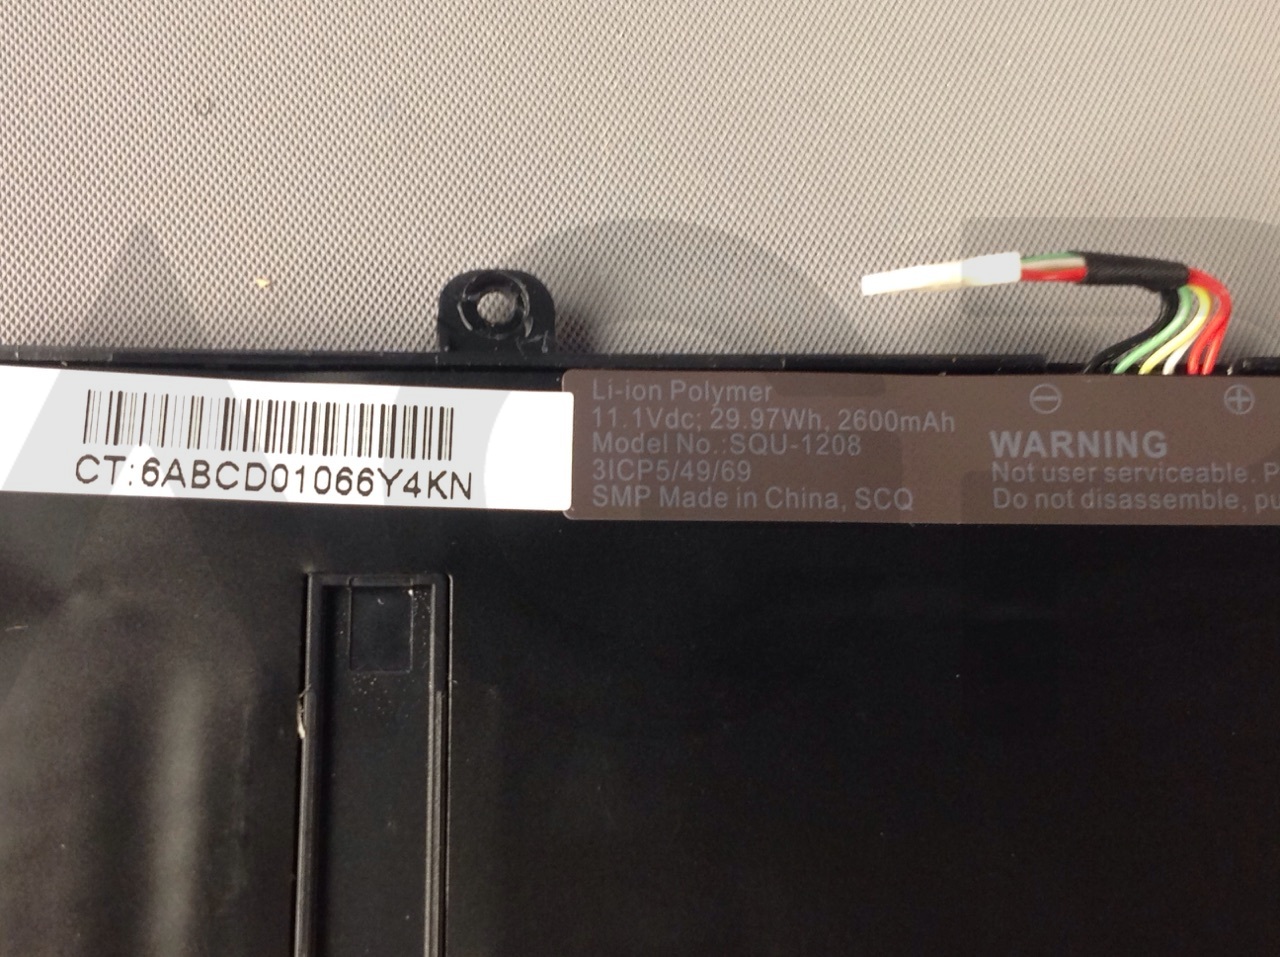 CT:6ABCD01066Y4KN
Li-ion Polymer
11.1Vdc; 29.97Wh, 2600mAh
Model No.:SQU-1208
3ICP5/49/69
SMP Made in China, SCQ
WARNING
Not user serviceable.
Do not disassemble,